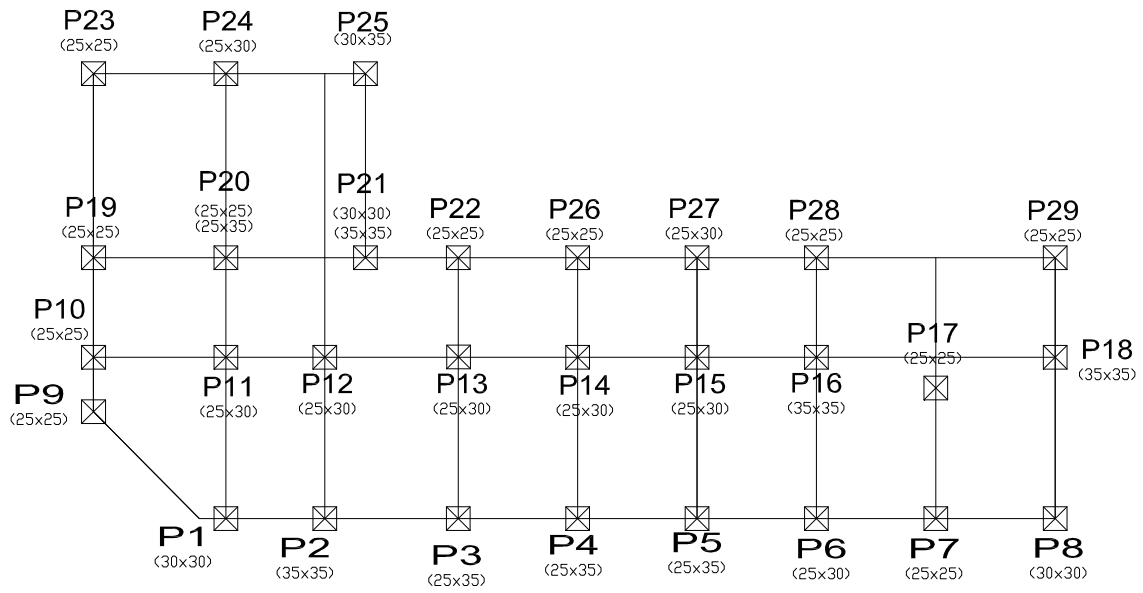 P23
(25x25)
P24
(25x30)
P25
(30x35)
P19
(25x25)
P20
(25x25)
(25x35)
P21
(30x30)
(35x35)
P22
(25x25)
P26
(25x25)
P27
(25x30)
P28
(25x25)
P29
(25x25)
P10
(25x25)
P9
(25x25)
P11
(25x30)
P12
(25x30)
P13
(25x30)
P14
(25x30)
P15
(25x30)
P16
(35x35)
P17
(25x25)
P18
(35x35)
P1
(30x30)
P2
(35x35)
P3
(25x35)
P4
(25x35)
P5
(25x35)
P6
(25x30)
P7
(25x25)
P8
(30x30)